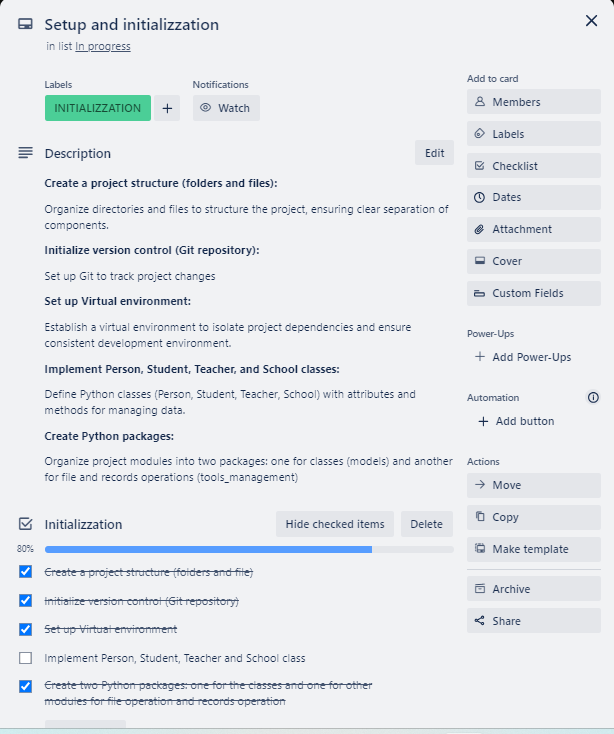 Setup and initializzation
in list In progress
Labels
Notifications
INITIALIZZATION
+
Watch
Description
Edit
Create a project structure (folders and files):
Organize directories and files to structure the project, ensuring clear separation of
components.
Initialize version control (Git repository):
Set up Git to track project changes
Set up Virtual environment:
Establish a virtual environment to isolate project dependencies and ensure
consistent development environment.
Implement Person, Student, Teacher, and School classes:
Define Python classes (Person, Student, Teacher, School) with attributes and
methods for managing data.
Create Python packages:
Organize project modules into two packages: one for classes (models) and another
for file and records operations (tools_management)
Initializzation
Hide checked items
Delete
80%
Create a project structure (folders and file)
Initialize version control (Git repository)
Set up Virtual environment
Implement Person, Student, Teacher and School class
Create two Python packages: one for the classes and one for other
modules for file operation and records operation
Add to card
Members
Labels
Checklist
Dates
Attachment
Cover
Custom Fields
Power-Ups
+ Add Power-Ups
Automation
+ Add button
Actions
Move
Copy
Make template
Archive
Share